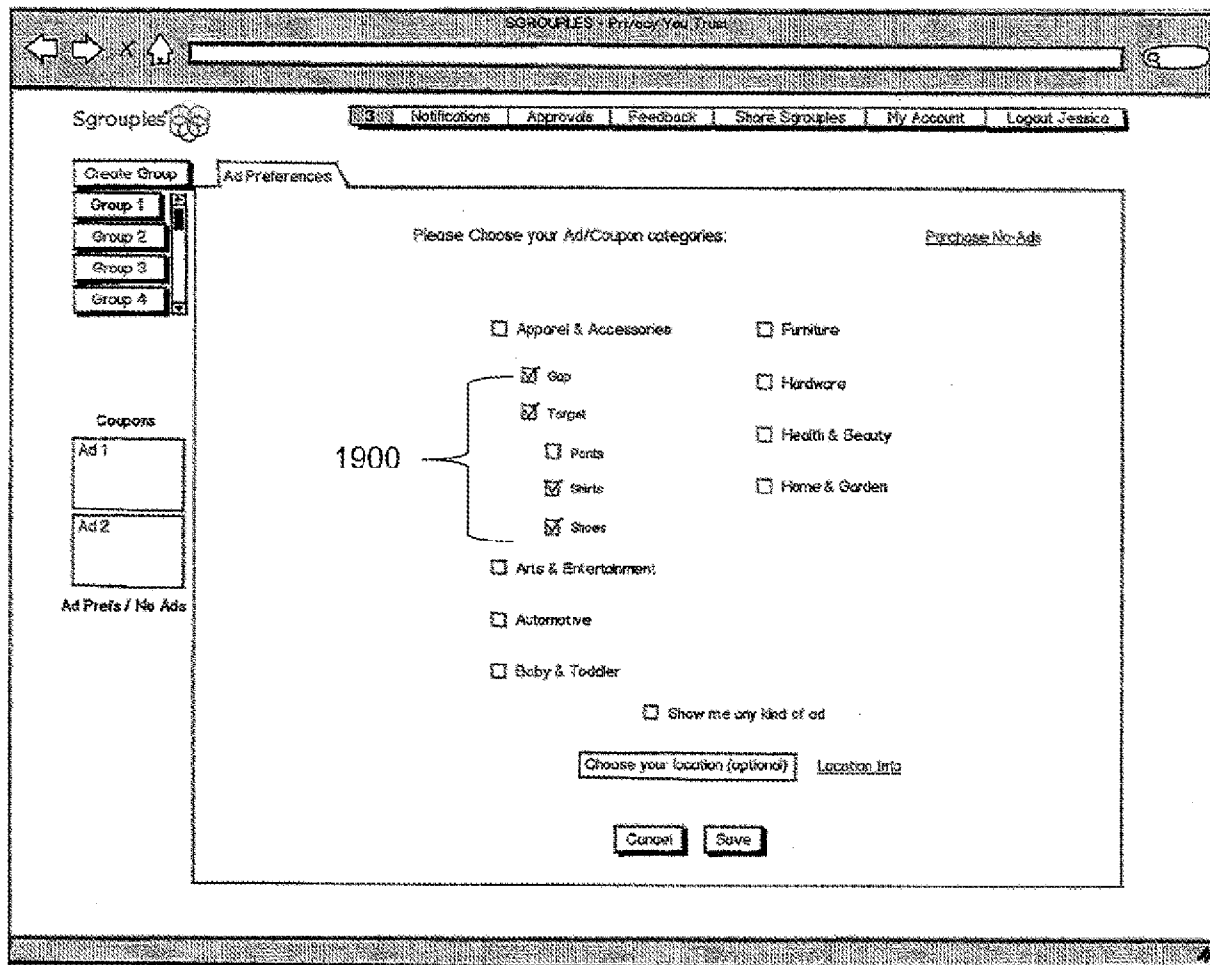 SGROUPLES - Privacy You Trust
Sgrouples
3 Notifications Approvals Feedback Share Sgrouples My Account Logout Jessica
Create Group
Ad Preferences
Group 1
Group 2
Group 3
Group 4
Please Choose your Ad/Coupon categories:
Purchase No-Ads
Apparel & Accessories
Gap
Target
Pants
Shirts
Shoes
1900
Arts & Entertainment
Automotive
Baby & Toddler
Furniture
Hardware
Health & Beauty
Home & Garden
Coupons
Ad 1
Ad 2
Ad Prefs / No Ads
Show me any kind of ad
Choose your location (optional)
Location Info
Cancel
Save